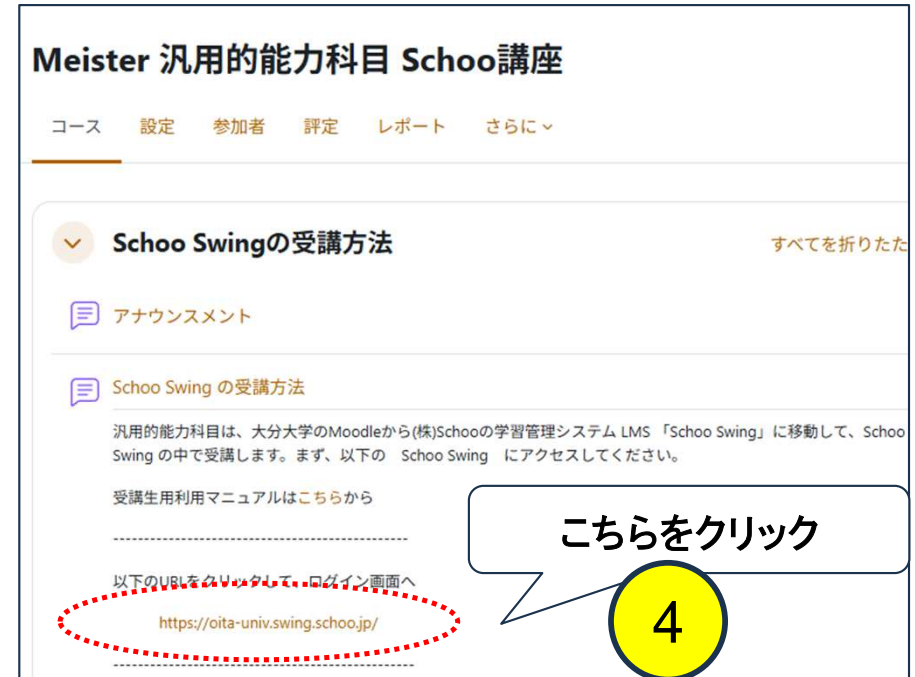 Meister 汎用的能力科目 Schoo講座
コース 設定 参加者 評定 レポート さらに
Schoo Swingの受講方法 すべてを折りたた
アナウンスメント
Schoo Swing の受講方法
汎用的能力科目は、大分大学のMoodleから(株)Schooの学習管理システム LMS 「Schoo Swing」に移動して、Schoo
Swing の中で受講します。まず、以下の Schoo Swing にアクセスしてください。
受講生用利用マニュアルはこちらから
------------------------------------------------
こちらをクリック
以下のURLをクリックして、ログイン画面へ
4
https://oita-univ.swing.schoo.jp/
-------------------------------------------------